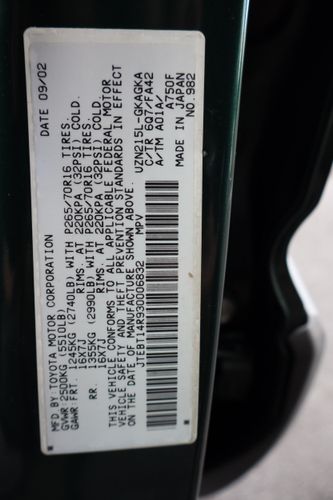 MFD.BY TOYOTA MOTOR CORPORATION DATE 09/02
GVWR:2500KG(5510LB)
GAWR:FRT. 1245KG (2740LB) WITH P265/70R16 TIRES.
16X7J RIMS. AT 220KPA (32PSI) COLD.
RR. 1355KG (2990LB) WITH P265/70R16 TIRES.
16X7J RIMS. AT 220KPA (32PSI) COLD.
THIS VEHICLE CONFORMS TO ALL APPLICABLE FEDERAL MOTOR
VEHICLE SAFETY AND THEFT PREVENTION STANDARDS IN EFFECT
ON THE DATE OF MANUFACTURE SHOWN ABOVE.
JTEBT14R930006832 MPV
UZN215L-GKAGKA
C/TR 6Q7/FA42
A/TM A01A/
A750F
MADE IN JAPAN
NO.982